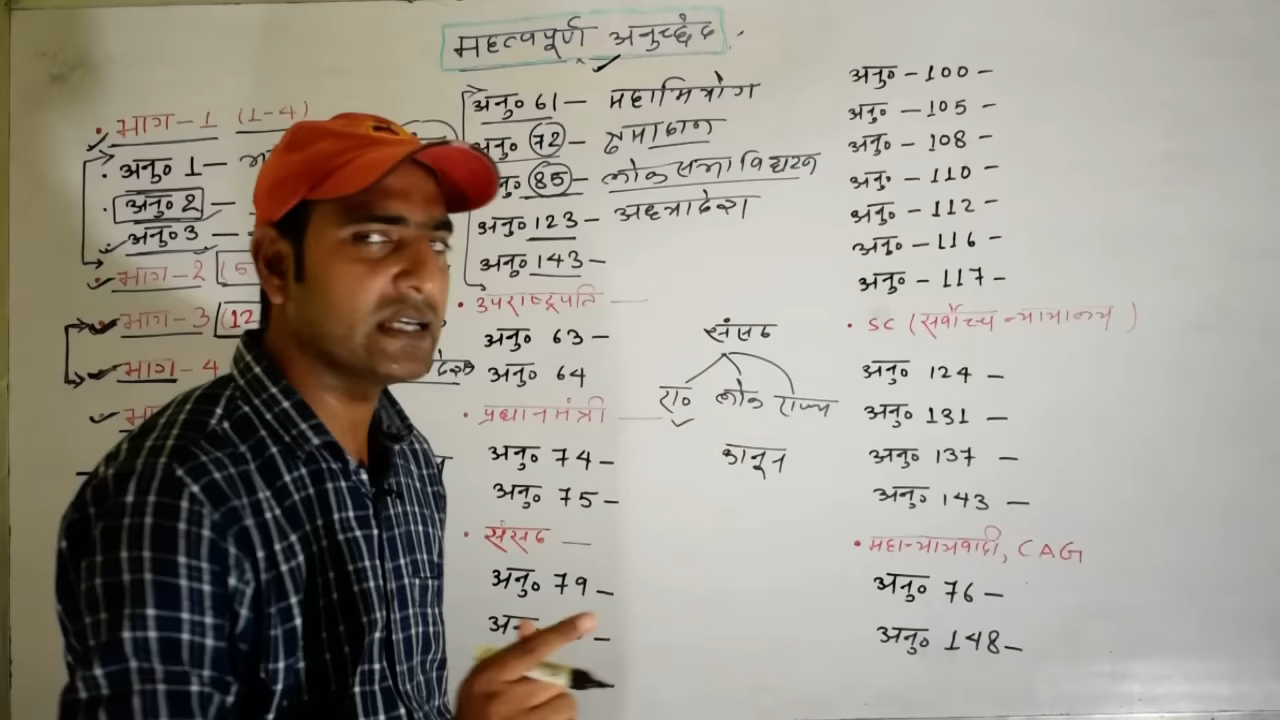 महत्वपूर्ण अनुच्छेद
भाग-1 (1-4)
अनु० 1-
अनु० 2-
अनु० 3-
भाग-2 (5
भाग-3 (12
भाग-4
अनु० 61- महाभियोग
अनु० 72- क्षमादान
अनु० 85- लोकसभा विघटन
अनु० 123- अध्यादेश
अनु० 143-
• उपराष्ट्रपति
अनु० 63-
अनु० 64
• प्रधानमंत्री
अनु० 74-
अनु० 75-
• संसद
अनु० 79-
संसद
रा० लोक राज्य
कानून
अनु० - 100 -
अनु० - 105 -
अनु० - 108 -
अनु० - 110 -
अनु० - 112 -
अनु० - 116 -
अनु० - 117 -
• SC (सर्वोच्च न्यायालय)
अनु० 124 -
अनु० 131 -
अनु० 137 -
अनु० 143 -
• महान्यायवादी, CAG
अनु० 76 -
अनु० 148 -